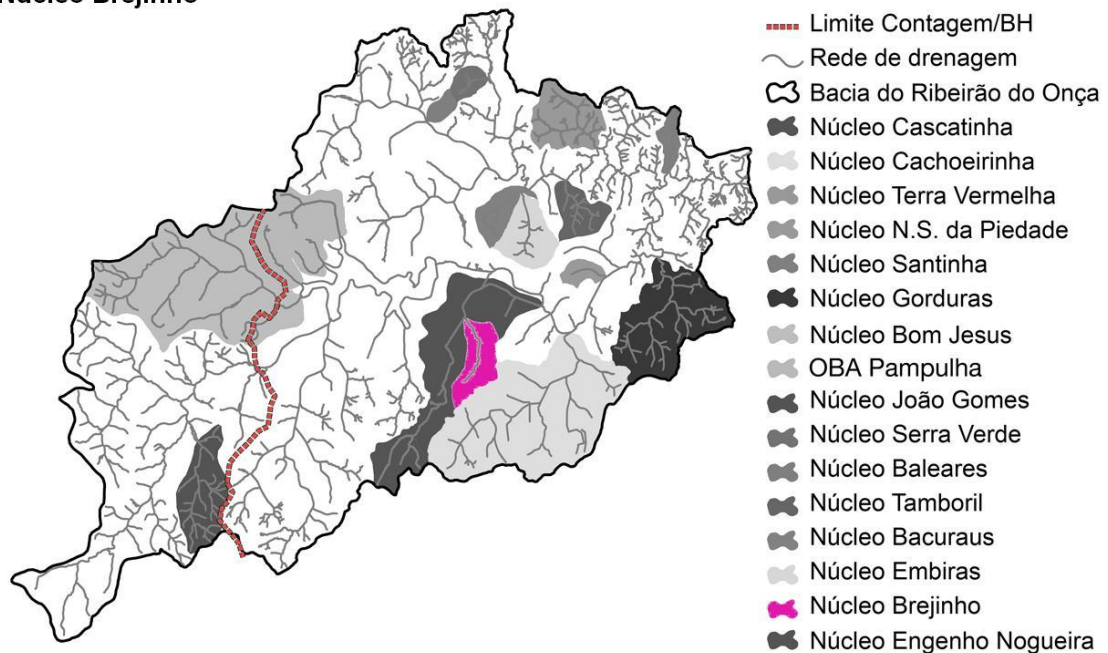 Núcleo Brejinho
Limite Contagem/BH
Rede de drenagem
Bacia do Ribeirão do Onça
Núcleo Cascatinha
Núcleo Cachoeirinha
Núcleo Terra Vermelha
Núcleo N.S. da Piedade
Núcleo Santinha
Núcleo Gorduras
Núcleo Bom Jesus
OBA Pampulha
Núcleo João Gomes
Núcleo Serra Verde
Núcleo Baleares
Núcleo Tamboril
Núcleo Bacuraus
Núcleo Embiras
Núcleo Brejinho
Núcleo Engenho Nogueira